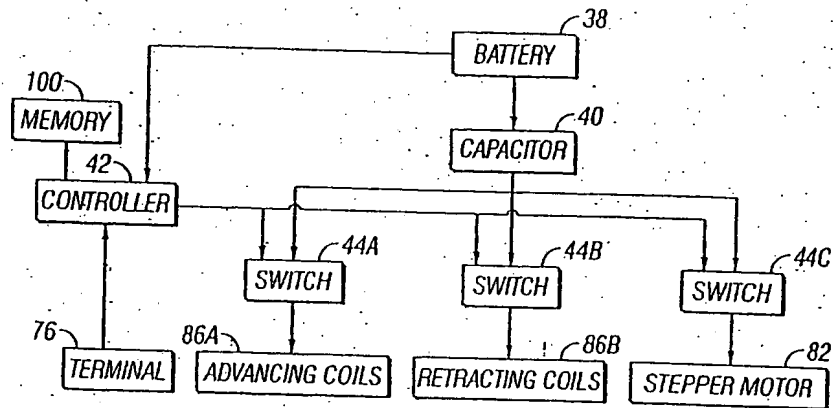 38
BATTERY
100
MEMORY
40
CAPACITOR
42
CONTROLLER
44A
SWITCH
44B
SWITCH
44C
SWITCH
76
TERMINAL
86A
ADVANCING COILS
86B
RETRACTING COILS
82
STEPPER MOTOR